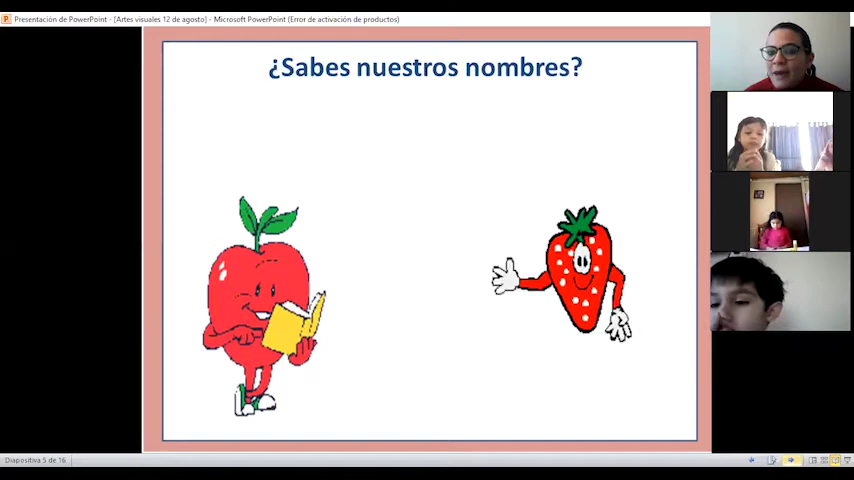 Presentación de PowerPoint - [Artes visuales 12 de agosto] - Microsoft PowerPoint (Error de activación de productos)
¿Sabes nuestros nombres?
Diapositiva 5 de 16